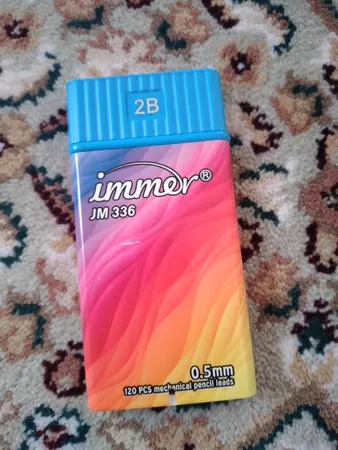 2B
immer®
JM 336
0.5mm
120 PCS mechanical pencil leads